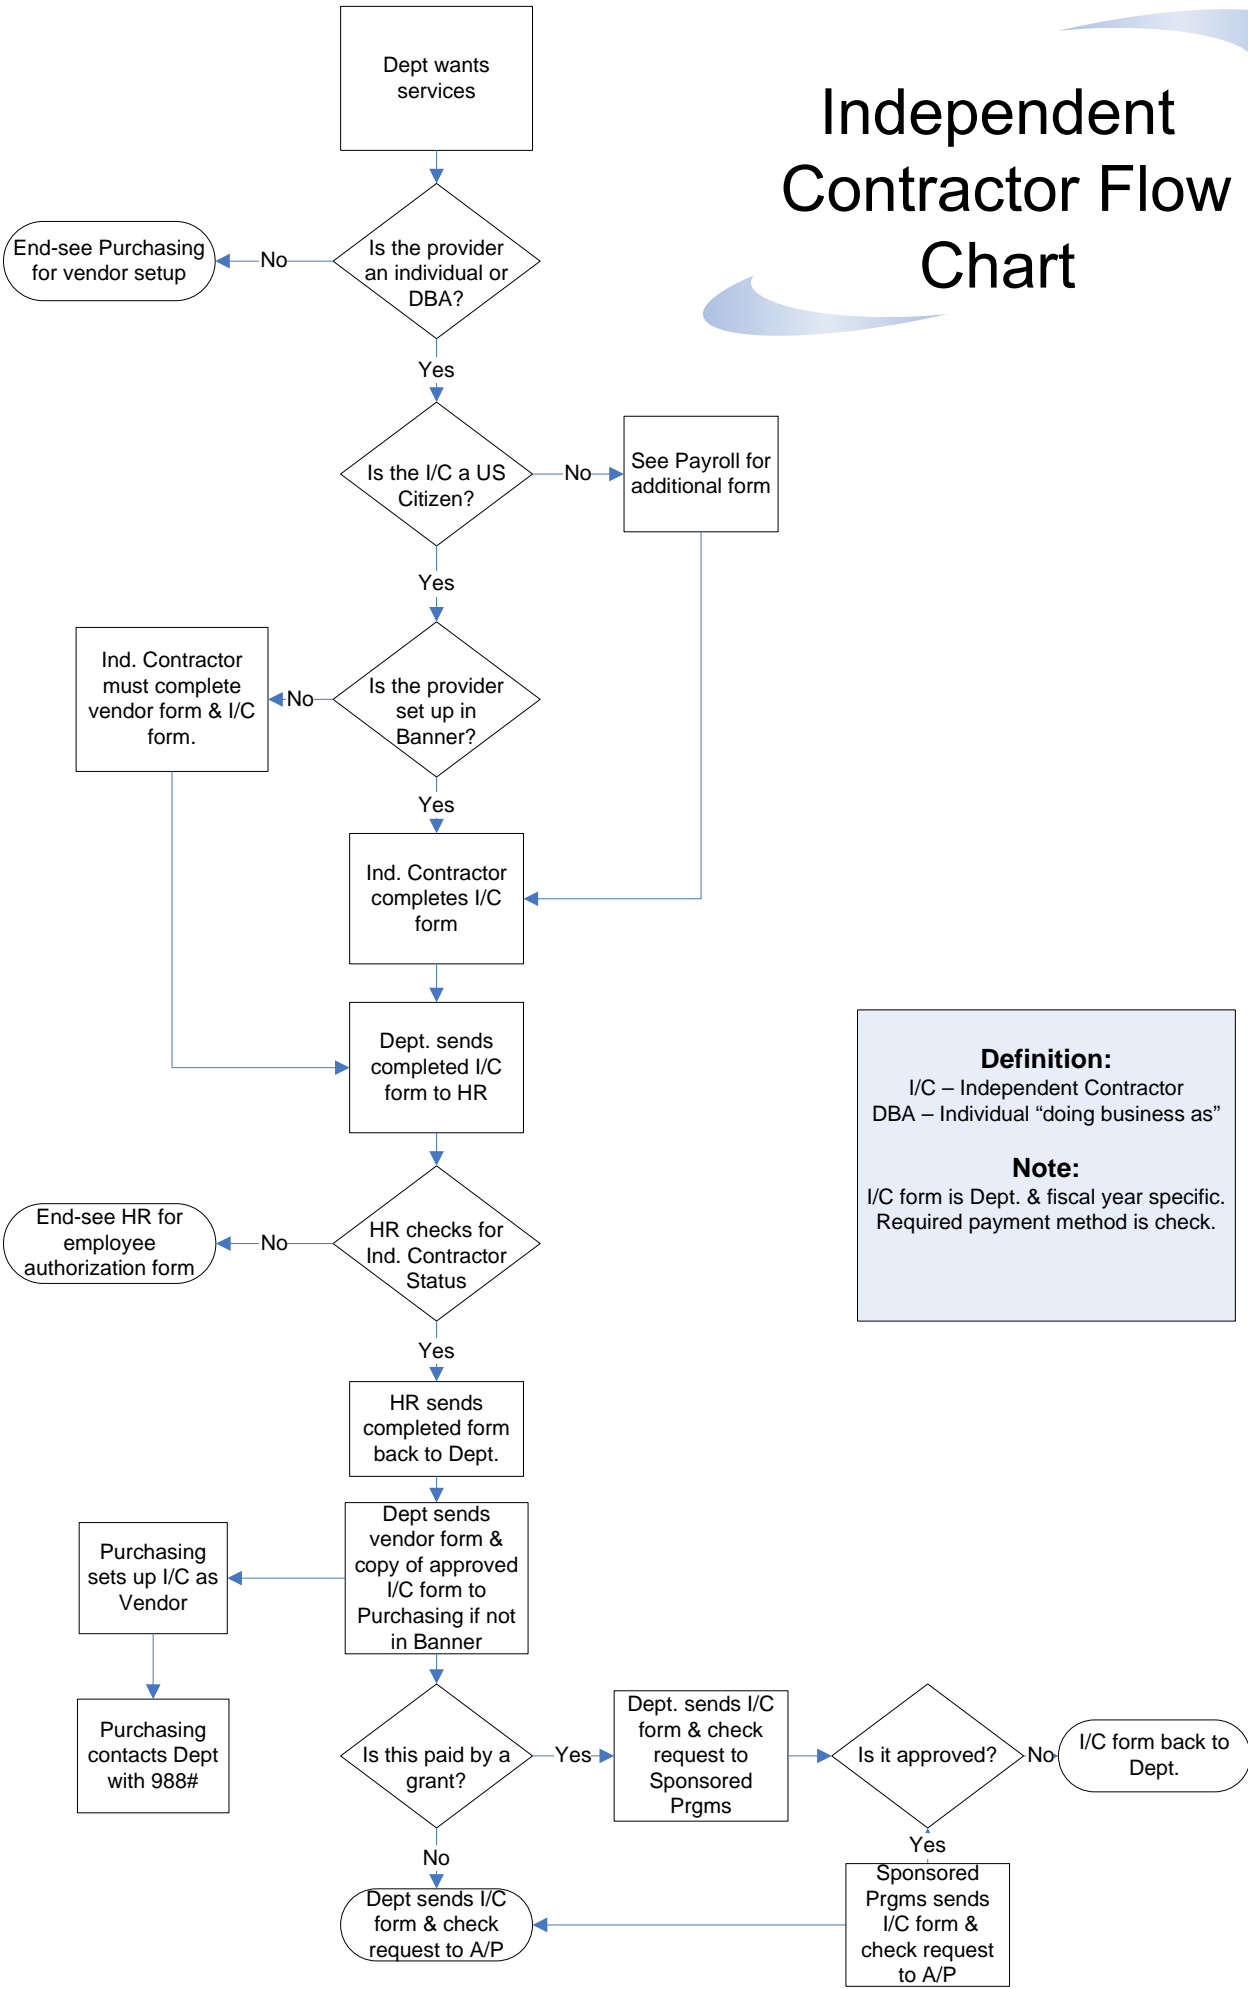 Dept wants
services
Independent
Contractor Flow
Chart
End-see Purchasing
for vendor setup
No
Is the provider
an individual or
DBA?
Yes
Is the I/C a US
Citizen?
No
See Payroll for
additional form
Yes
Ind. Contractor
must complete
vendor form & I/C
form.
No
Is the provider
set up in
Banner?
Yes
Ind. Contractor
completes I/C
form
Dept. sends
completed I/C
form to HR
Definition:
I/C – Independent Contractor
DBA – Individual “doing business as”
Note:
I/C form is Dept. & fiscal year specific.
Required payment method is check.
End-see HR for
employee
authorization form
No
HR checks for
Ind. Contractor
Status
Yes
HR sends
completed form
back to Dept.
Dept sends
vendor form &
copy of approved
I/C form to
Purchasing if not
in Banner
Purchasing
sets up I/C as
Vendor
Purchasing
contacts Dept
with 988#
Is this paid by a
grant?
Yes
Dept. sends I/C
form & check
request to
Sponsored
Prgms
Is it approved?
No
I/C form back to
Dept.
No
Yes
Dept sends I/C
form & check
request to A/P
Sponsored
Prgms sends
I/C form &
check request
to A/P